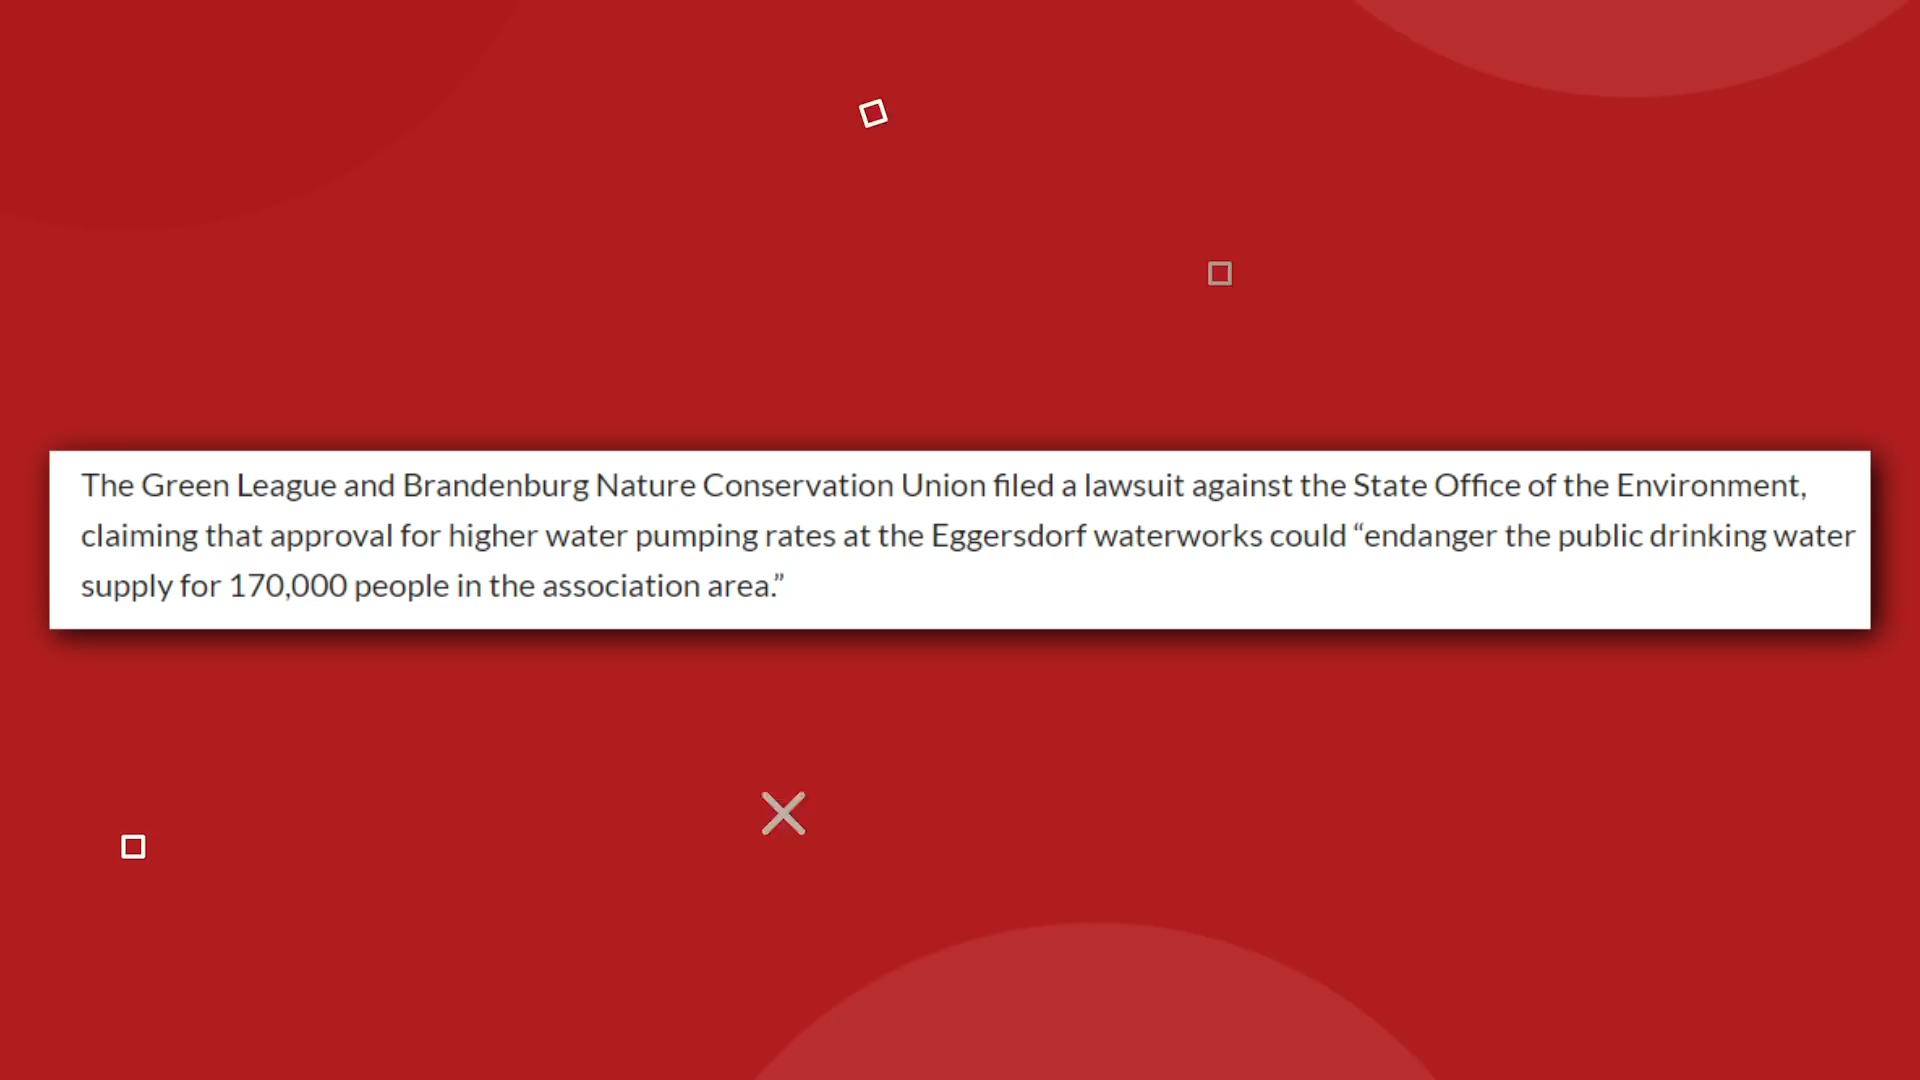 The Green League and Brandenburg Nature Conservation Union filed a lawsuit against the State Office of the Environment,
claiming that approval for higher water pumping rates at the Eggersdorf waterworks could “endanger the public drinking water
supply for 170,000 people in the association area.”